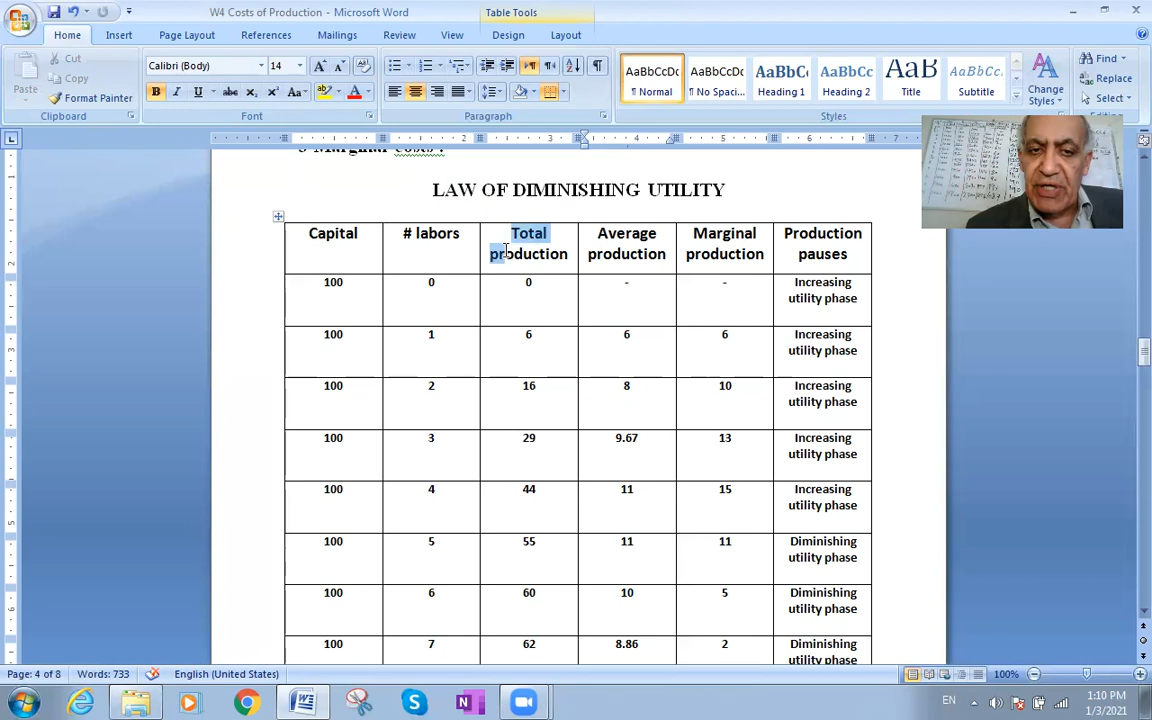 W4 Costs of Production - Microsoft Word
Table Tools
Home Insert Page Layout References Mailings Review View Design Layout
Cut
Copy
Format Painter
Paste
Clipboard
Calibri (Body) 14
Font
Paragraph
AaBbCcDc AaBbCcDc AaBbC AaBbCc AaB AaBbCc.
¶ Normal ¶ No Spaci... Heading 1 Heading 2 Title Subtitle
Change
Styles
Styles
Find
Replace
Select
Editing
LAW OF DIMINISHING UTILITY
Capital # labors Total production Average production Marginal production Production pauses
100 0 0 - - Increasing utility phase
100 1 6 6 6 Increasing utility phase
100 2 16 8 10 Increasing utility phase
100 3 29 9.67 13 Increasing utility phase
100 4 44 11 15 Increasing utility phase
100 5 55 11 11 Diminishing utility phase
100 6 60 10 5 Diminishing utility phase
100 7 62 8.86 2 Diminishing utility phase
Page: 4 of 8 Words: 733 English (United States) 100%
EN 1:10 PM
1/3/2021